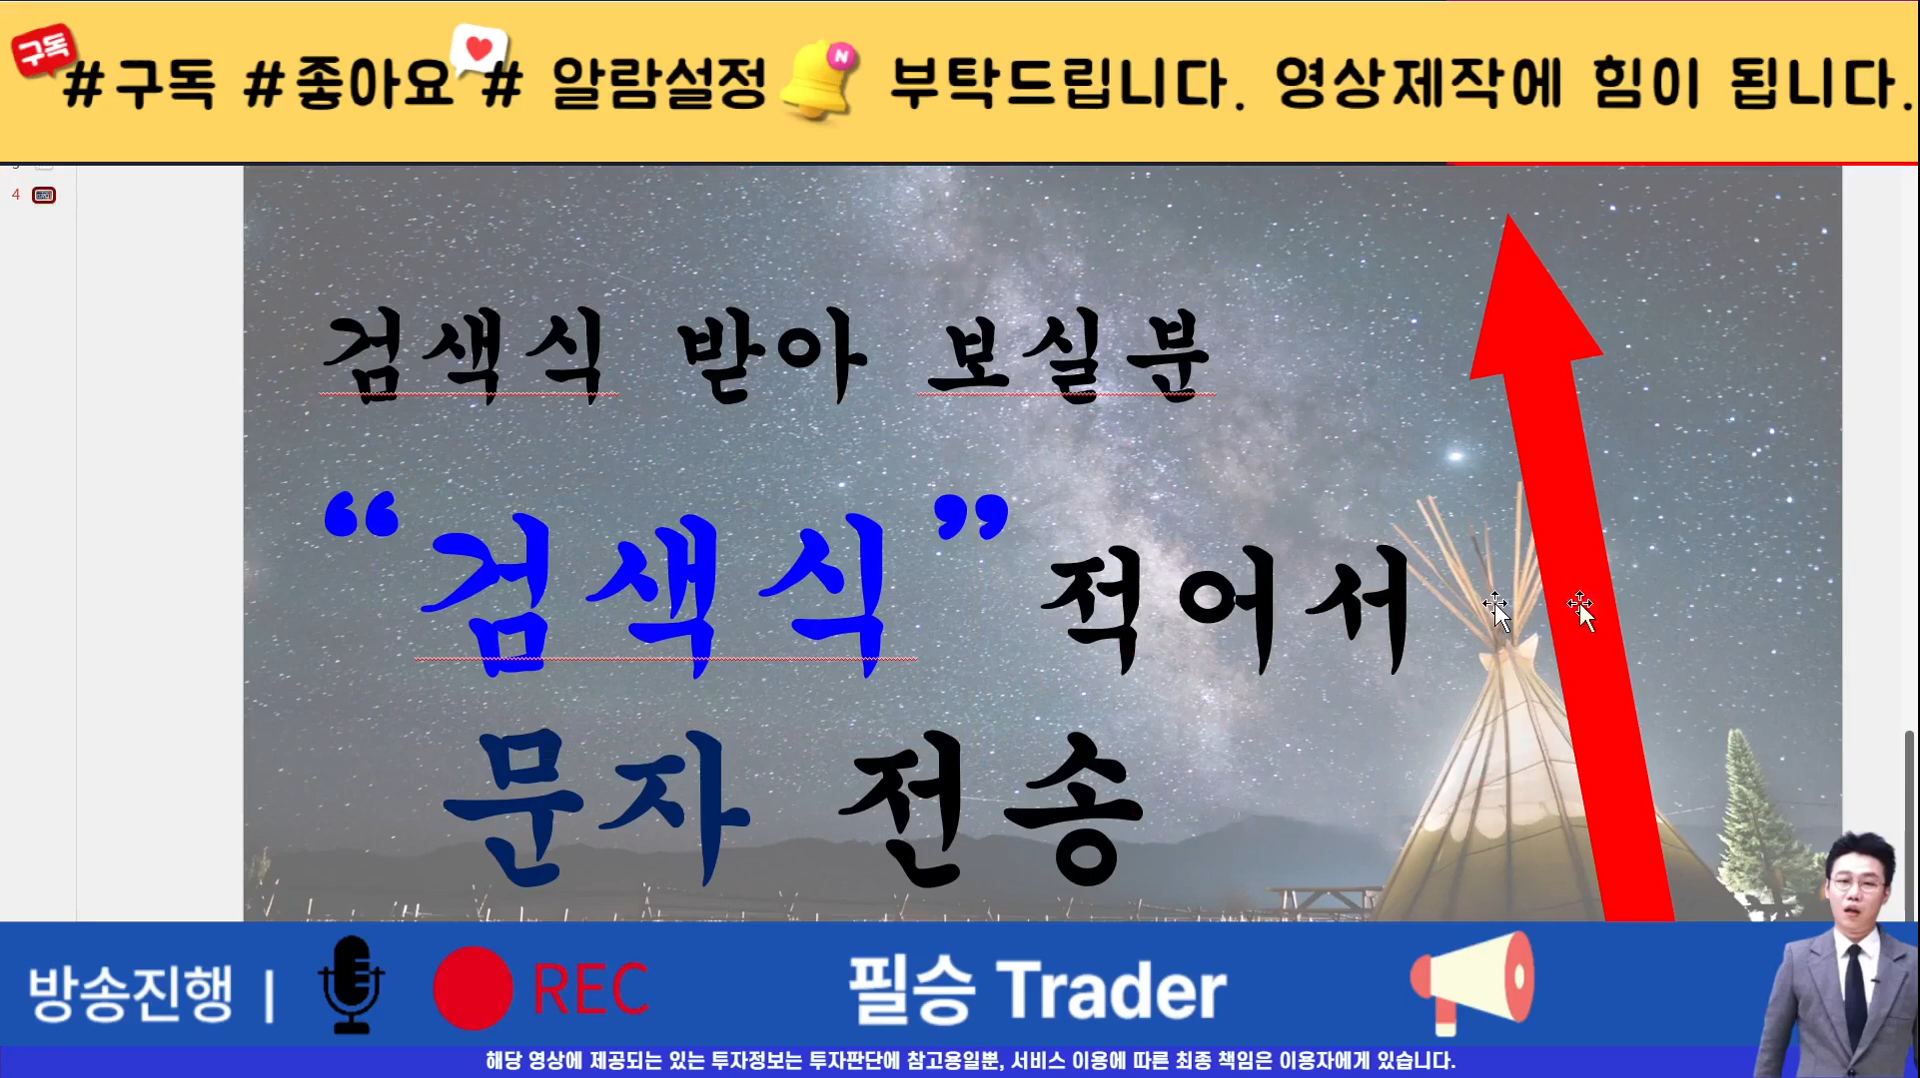 구독
#구독 #좋아요 # 알람설정 N 부탁드립니다. 영상제작에 힘이 됩니다.
4
검색식 받아 보실분
“검색식” 적어서
문자 전송
방송진행 | REC 필승 Trader
해당 영상에 제공되는 있는 투자정보는 투자판단에 참고용일뿐, 서비스 이용에 따른 최종 책임은 이용자에게 있습니다.